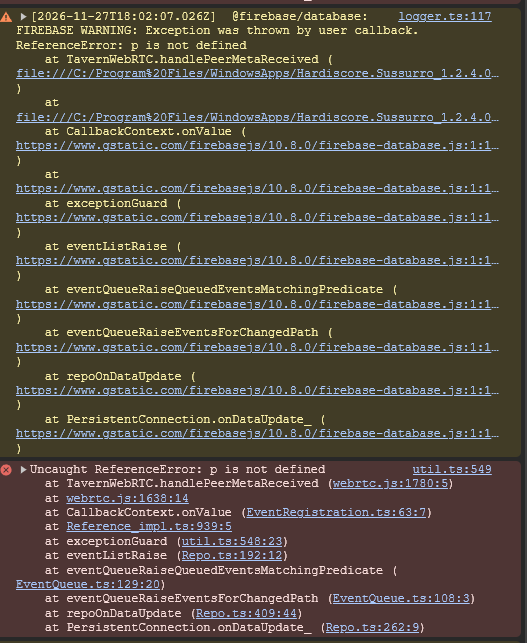 [2026-11-27T18:02:07.026Z]  @firebase/database: logger.ts:117
FIREBASE WARNING: Exception was thrown by user callback.
ReferenceError: p is not defined
at TavernWebRTC.handlePeerMetaReceived (
file:///C:/Program%20Files/WindowsApps/Hardiscore.Sussurro_1.2.4.0…
)
at
file:///C:/Program%20Files/WindowsApps/Hardiscore.Sussurro_1.2.4.0…
at CallbackContext.onValue (
https://www.gstatic.com/firebasejs/10.8.0/firebase-database.js:1:1…
)
at
https://www.gstatic.com/firebasejs/10.8.0/firebase-database.js:1:1…
at exceptionGuard (
https://www.gstatic.com/firebasejs/10.8.0/firebase-database.js:1:1…
)
at eventListRaise (
https://www.gstatic.com/firebasejs/10.8.0/firebase-database.js:1:1…
)
at eventQueueRaiseQueuedEventsMatchingPredicate (
https://www.gstatic.com/firebasejs/10.8.0/firebase-database.js:1:1…
)
at eventQueueRaiseEventsForChangedPath (
https://www.gstatic.com/firebasejs/10.8.0/firebase-database.js:1:1…
)
at repoOnDataUpdate (
https://www.gstatic.com/firebasejs/10.8.0/firebase-database.js:1:1…
)
at PersistentConnection.onDataUpdate_ (
https://www.gstatic.com/firebasejs/10.8.0/firebase-database.js:1:1…
)
Uncaught ReferenceError: p is not defined util.ts:549
at TavernWebRTC.handlePeerMetaReceived (webrtc.js:1780:5)
at webrtc.js:1638:14
at CallbackContext.onValue (EventRegistration.ts:63:7)
at Reference_impl.ts:939:5
at exceptionGuard (util.ts:548:23)
at eventListRaise (Repo.ts:192:12)
at eventQueueRaiseQueuedEventsMatchingPredicate (
EventQueue.ts:129:20)
at eventQueueRaiseEventsForChangedPath (EventQueue.ts:108:3)
at repoOnDataUpdate (Repo.ts:409:44)
at PersistentConnection.onDataUpdate_ (Repo.ts:262:9)